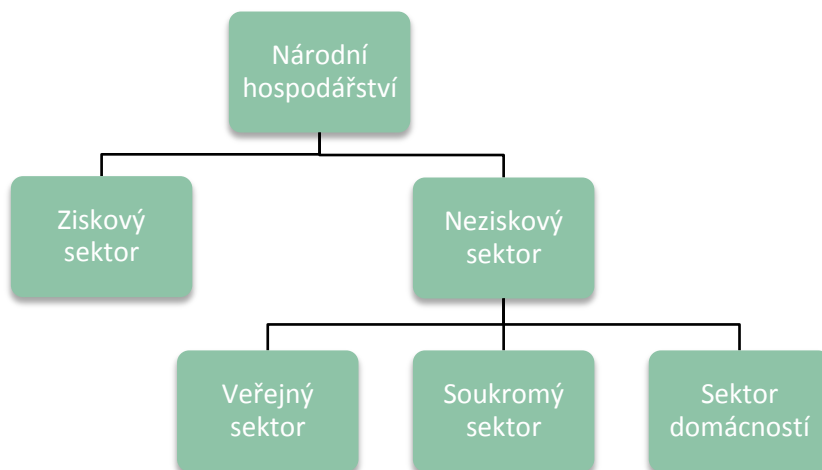 Národní
hospodářství
Ziskový
sektor
Neziskový
sektor
Veřejný
sektor
Soukromý
sektor
Sektor
domácností